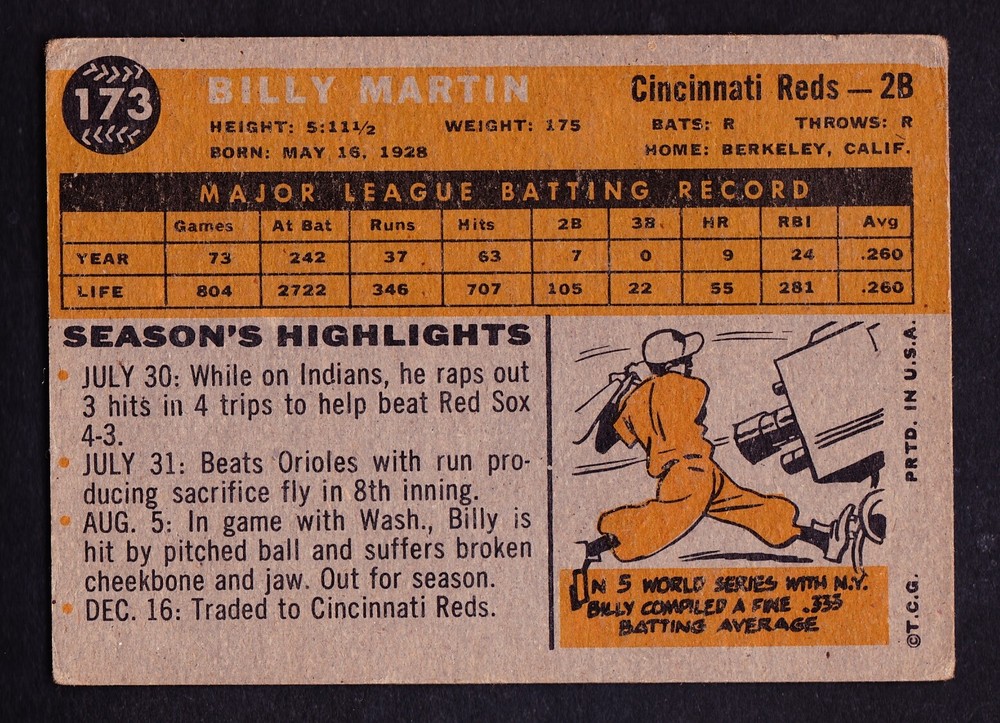 173
BILLY MARTIN
Cincinnati Reds — 2B
HEIGHT: 5:11½ WEIGHT: 175 BATS: R THROWS: R
BORN: MAY 16, 1928 HOME: BERKELEY, CALIF.
MAJOR LEAGUE BATTING RECORD
Games At Bat Runs Hits 2B 3B HR RBI Avg
YEAR 73 242 37 63 7 0 9 24 .260
LIFE 804 2722 346 707 105 22 55 281 .260
SEASON'S HIGHLIGHTS
• JULY 30: While on Indians, he raps out
3 hits in 4 trips to help beat Red Sox
4-3.
• JULY 31: Beats Orioles with run pro-
ducing sacrifice fly in 8th inning.
• AUG. 5: In game with Wash., Billy is
hit by pitched ball and suffers broken
cheekbone and jaw. Out for season.
• DEC. 16: Traded to Cincinnati Reds.
IN 5 WORLD SERIES WITH N.Y.
BILLY COMPILED A FINE .333
BATTING AVERAGE
PRTD. IN U.S.A.
©T.C.G.